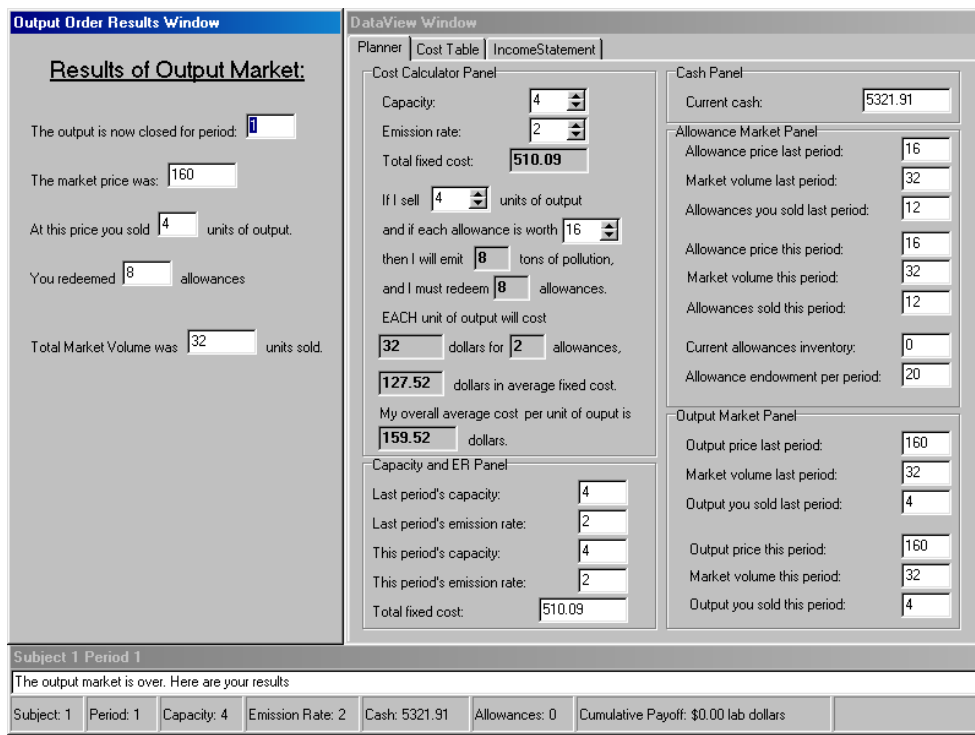 Output Order Results Window
Results of Output Market:
The output is now closed for period: 1
The market price was: 160
At this price you sold 4 units of output.
You redeemed 8 allowances
Total Market Volume was 32 units sold.
DataView Window
Planner Cost Table IncomeStatement
Cost Calculator Panel
Capacity: 4
Emission rate: 2
Total fixed cost: 510.09
If I sell 4 units of output
and if each allowance is worth 16
then I will emit 8 tons of pollution,
and I must redeem 8 allowances.
EACH unit of output will cost
32 dollars for 2 allowances,
127.52 dollars in average fixed cost.
My overall average cost per unit of ouput is
159.52 dollars.
Capacity and ER Panel
Last period's capacity: 4
Last period's emission rate: 2
This period's capacity: 4
This period's emission rate: 2
Total fixed cost: 510.09
Cash Panel
Current cash: 5321.91
Allowance Market Panel
Allowance price last period: 16
Market volume last period: 32
Allowances you sold last period: 12
Allowance price this period: 16
Market volume this period: 32
Allowances sold this period: 12
Current allowances inventory: 0
Allowance endowment per period: 20
Output Market Panel
Output price last period: 160
Market volume last period: 32
Output you sold last period: 4
Output price this period: 160
Market volume this period: 32
Output you sold this period: 4
Subject 1 Period 1
The output market is over. Here are your results
Subject: 1 Period: 1 Capacity: 4 Emission Rate: 2 Cash: 5321.91 Allowances: 0 Cumulative Payoff: $0.00 lab dollars